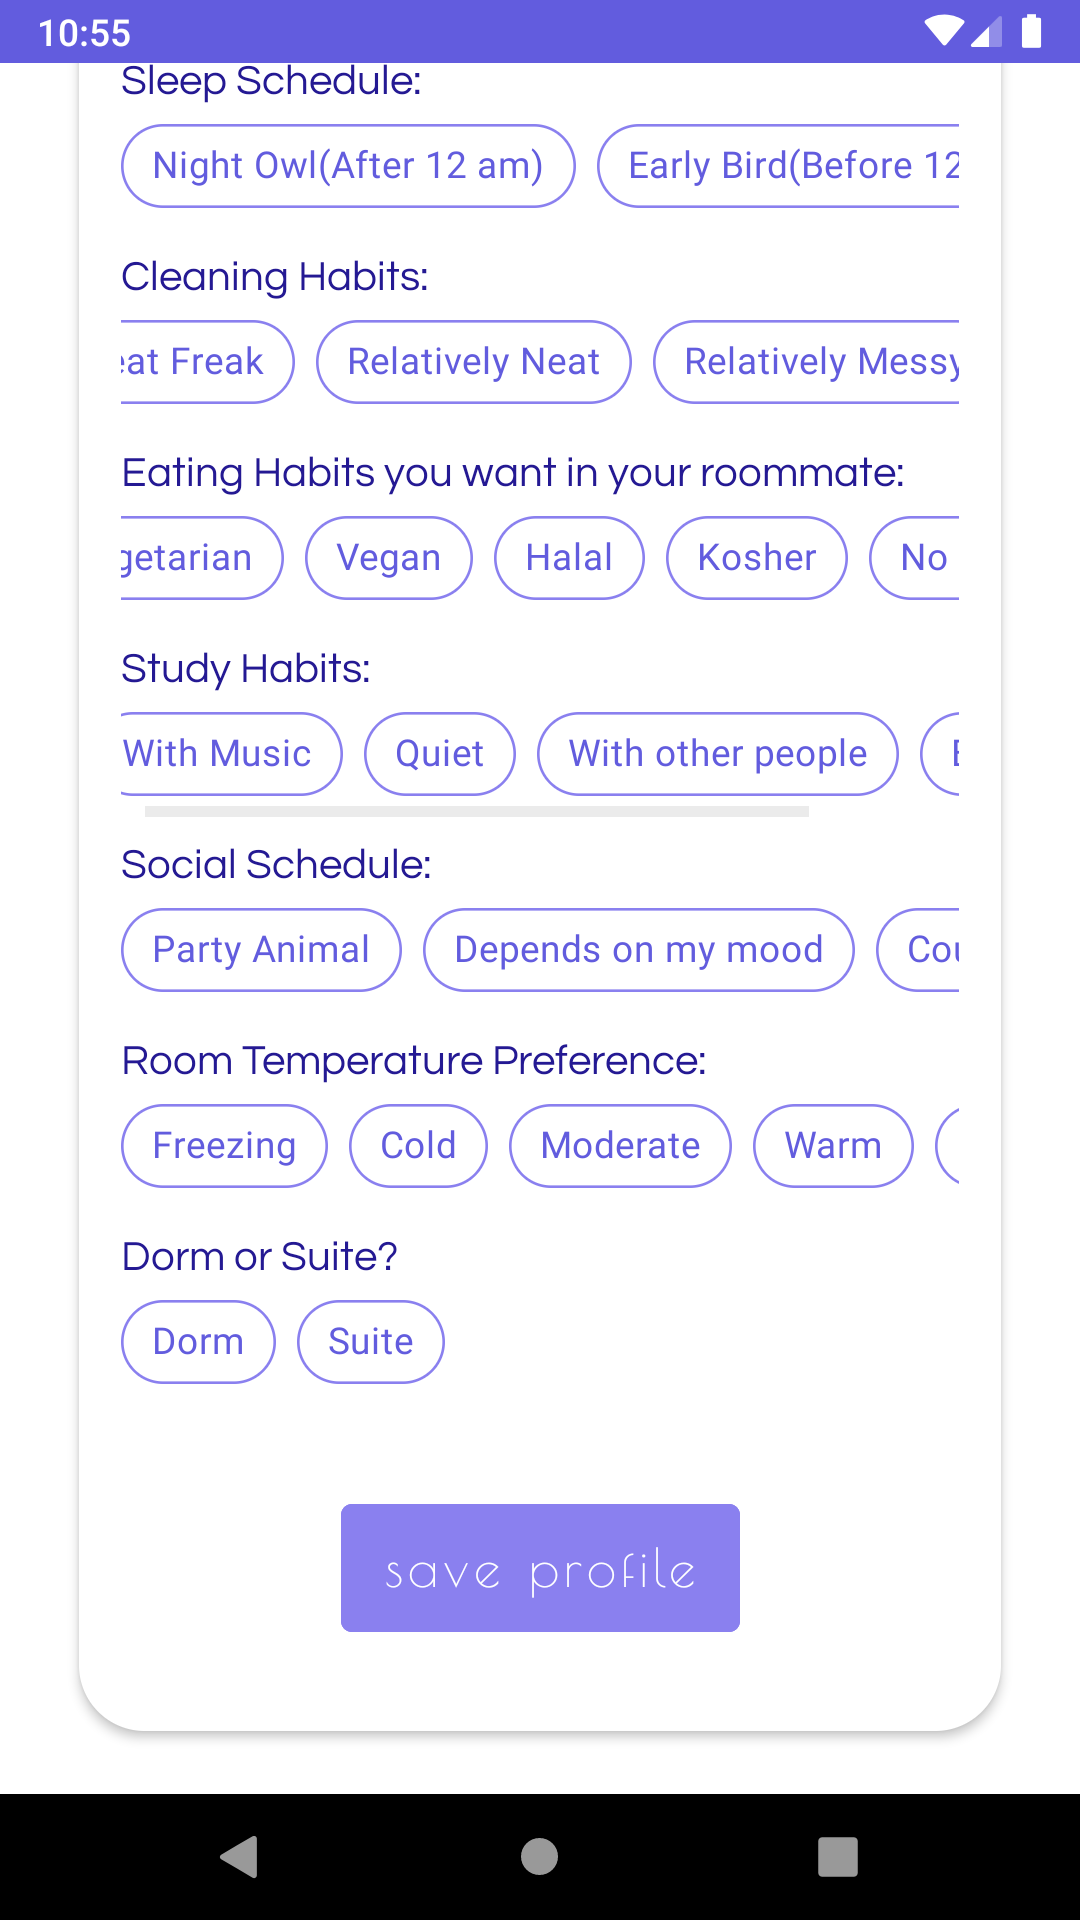 10:55
Sleep Schedule:
Night Owl(After 12 am) Early Bird(Before 12
Cleaning Habits:
eat Freak Relatively Neat Relatively Messy
Eating Habits you want in your roommate:
getarian Vegan Halal Kosher No
Study Habits:
With Music Quiet With other people
Social Schedule:
Party Animal Depends on my mood Cou
Room Temperature Preference:
Freezing Cold Moderate Warm
Dorm or Suite?
Dorm Suite
save profile